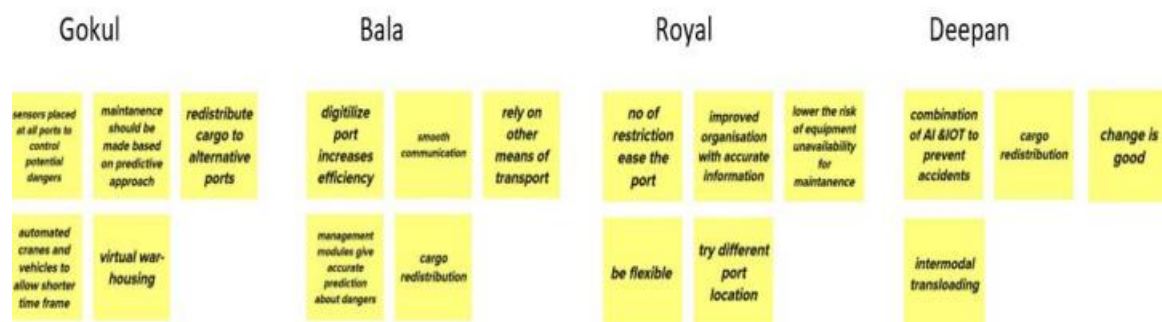 Gokul
Bala
Royal
Deepan
sensors placed
at all ports to
control
potential
dangers
maintanence
should be
made based
on predictive
approach
redistribute
cargo to
alternative
ports
automated
cranes and
vehicles to
allow shorter
time frame
virtual war-
housing
digitilize
port
increases
efficiency
smooth
communication
rely on
other
means of
transport
management
modules give
accurate
prediction
about dangers
cargo
redistribution
no of
restriction
ease the
port
improved
organisation
with accurate
information
lower the risk
of equipment
unavailability
for
maintanence
be flexible
try different
port
location
combination
of AI &IOT to
prevent
accidents
cargo
redistribution
change is
good
intermodal
transloading